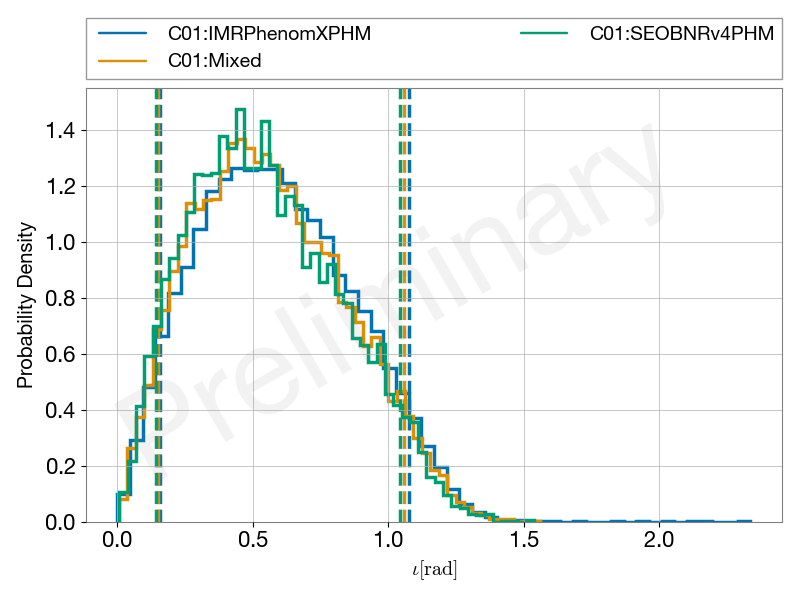 C01:IMRPhenomXPHM
C01:SEOBNRv4PHM
C01:Mixed
Preliminary
Probability Density
1.4
1.2
1.0
0.8
0.6
0.4
0.2
0.0
0.0 0.5 1.0 1.5 2.0
ι[rad]